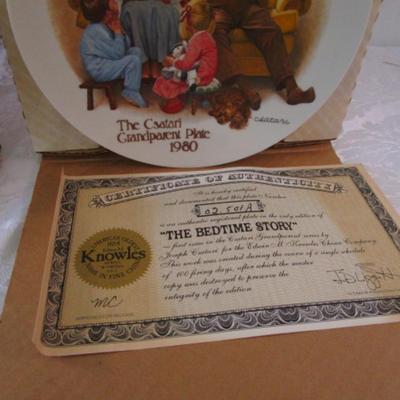 The Csatari
Grandparent Plate
1980
csatari
CERTIFICATE OF AUTHENTICITY
It is hereby certified
and documented that this plate Number
02,501A
is an authentic registered plate in the only edition of
"THE BEDTIME STORY"
first issue in the Csatari Grandparent series by
Joseph Csatari for the Edwin M. Knowles China Company.
This work was created during the course of a single schedule
of 100 firing days, after which the master
copy was destroyed to preserve the
integrity of the edition.
Knowles